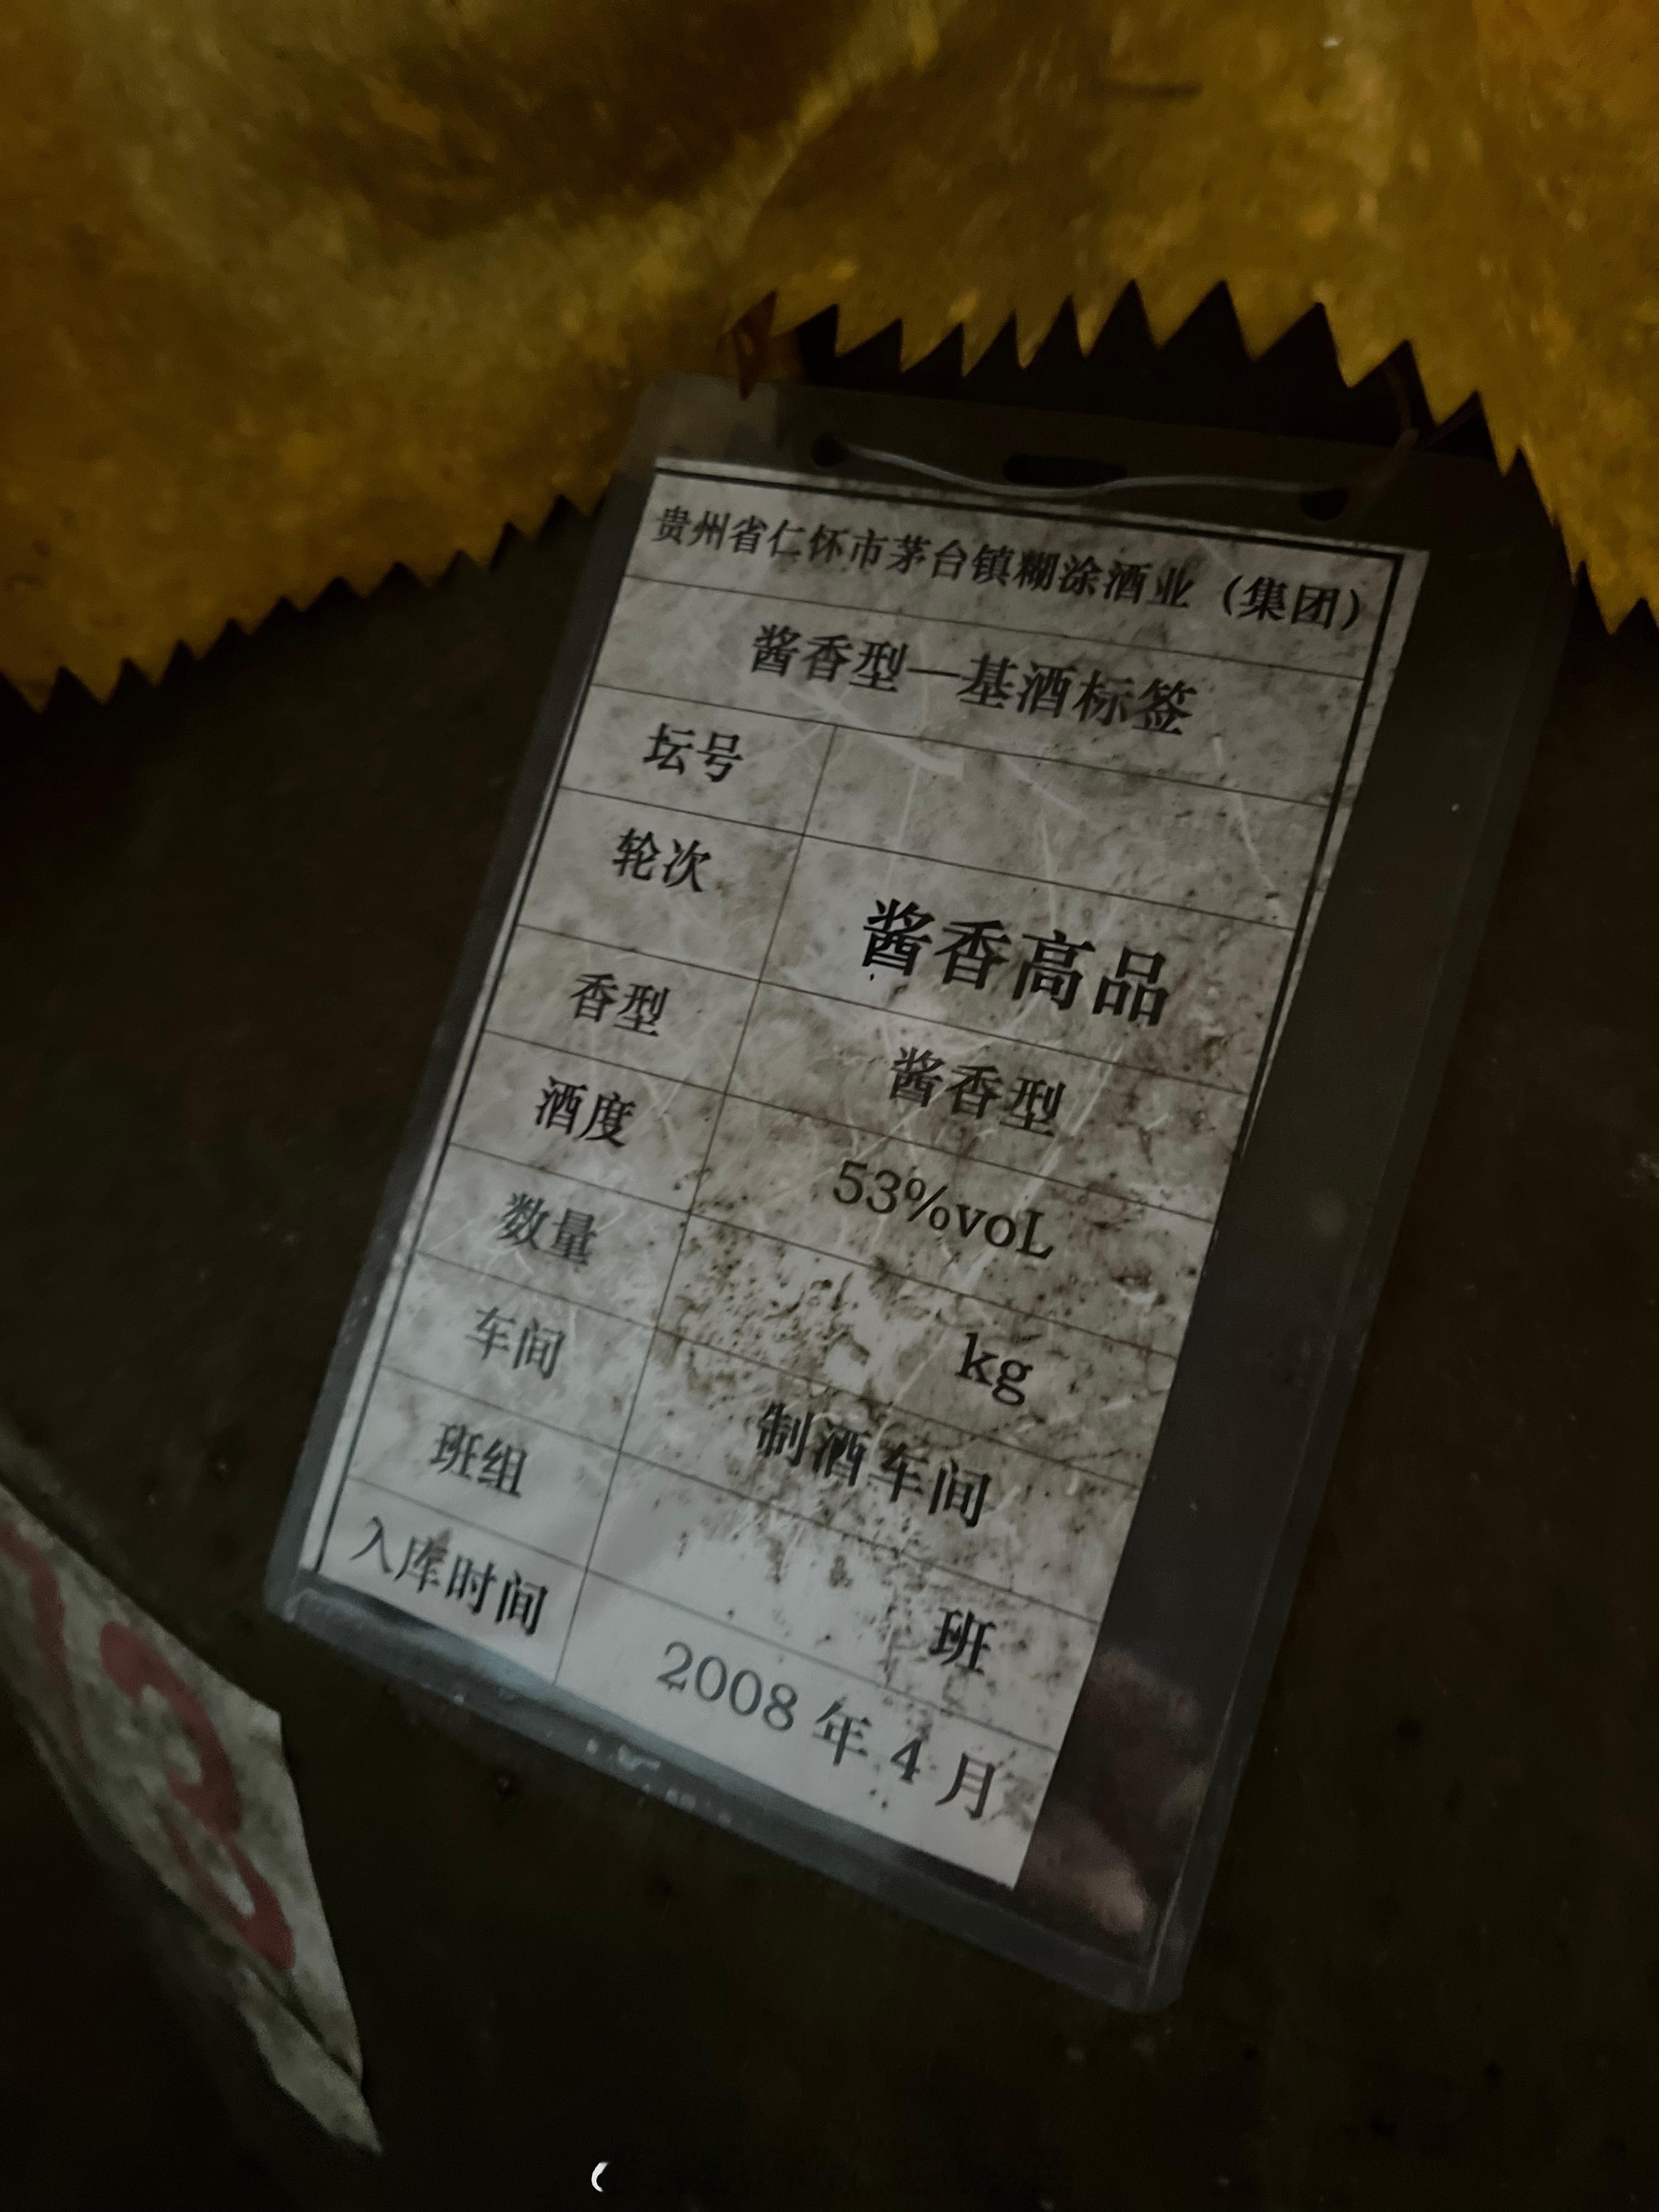 贵州省仁怀市茅台镇糊涂酒业（集团）
酱香型—基酒标签
坛号
轮次 酱香高品
香型 酱香型
酒度 53%voL
数量 kg
车间 制酒车间
班组 班
入库时间 2008年4月